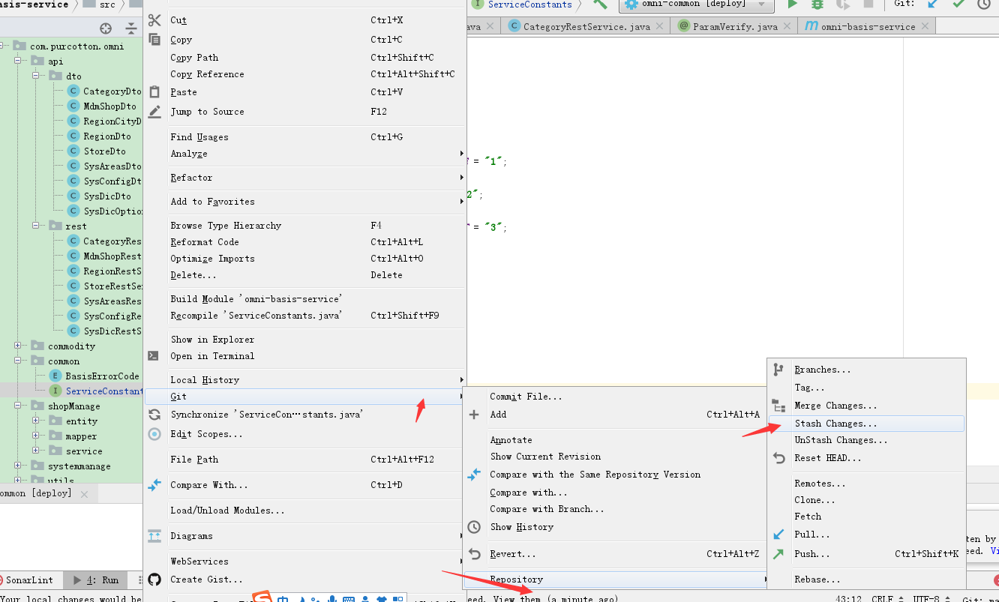 asis-service
src
ServiceConstants
omni-common [deploy]
Git:
ava
CategoryRestService.java
ParamVerify.java
omni-basis-service
com.purcotton.omni
api
dto
CategoryDto
MdmShopDto
RegionCityD
RegionDto
StoreDto
SysAreasDto
SysConfigDt
SysDicDto
SysDicOption
rest
CategoryRes
MdmShopRest
RegionRestS
StoreRestSe
SysAreasRes
SysConfigRe
SysDicRestS
commodity
common
BasisErrorCode
ServiceConstant
shopManage
entity
mapper
service
systemmanage
utils
ommon [deploy]
SonarLint
4: Run
Your local changes would be
Cut Ctrl+X
Copy Ctrl+C
Copy Path Ctrl+Shift+C
Copy Reference Ctrl+Alt+Shift+C
Paste Ctrl+V
Jump to Source F12
Find Usages Ctrl+G
Analyze
Refactor
Add to Favorites
Browse Type Hierarchy F4
Reformat Code Ctrl+Alt+L
Optimize Imports Ctrl+Alt+O
Delete... Delete
Build Module 'omni-basis-service'
Recompile 'ServiceConstants.java' Ctrl+Shift+F9
Show in Explorer
Open in Terminal
Local History
Git
Synchronize 'ServiceCon…stants.java'
Edit Scopes...
File Path Ctrl+Alt+F12
Compare With... Ctrl+D
Load/Unload Modules...
Diagrams
WebServices
Create Gist...
= "1";
2";
= "3";
Commit File...
Add Ctrl+Alt+A
Annotate
Show Current Revision
Compare with the Same Repository Version
Compare with...
Compare with Branch...
Show History
Revert... Ctrl+Alt+Z
Repository
Branches...
Tag...
Merge Changes...
Stash Changes...
UnStash Changes...
Reset HEAD...
Remotes...
Clone...
Fetch
Pull...
Push... Ctrl+Shift+K
Rebase...
ten by
eed. Vi
eed. View them (a minute ago)
43:12 CRLF UTF-8 Git: ma